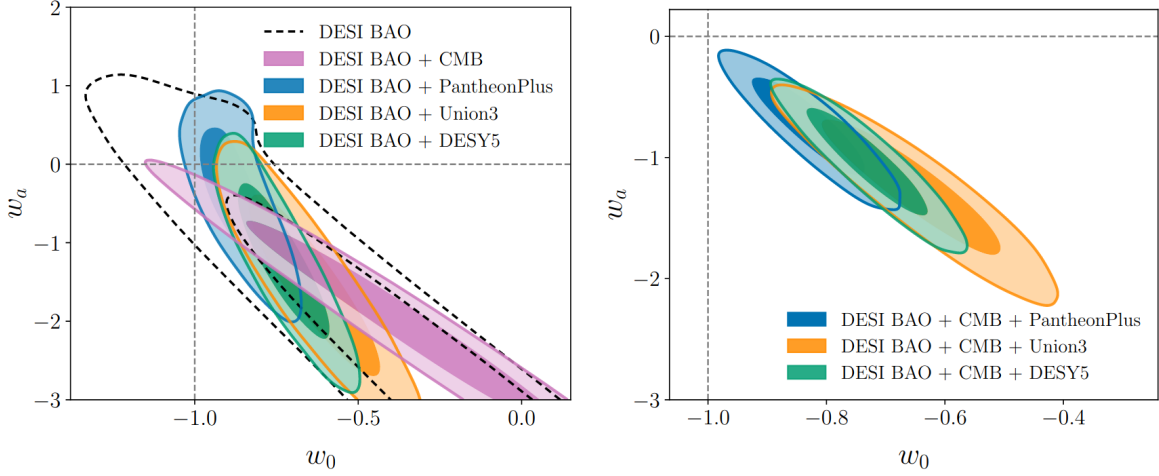 2
1
0
−1
−2
−3
w_a
DESI BAO
DESI BAO + CMB
DESI BAO + PantheonPlus
DESI BAO + Union3
DESI BAO + DESY5
−1.0
−0.5
0.0
w_0
0
−1
−2
−3
w_a
DESI BAO + CMB + PantheonPlus
DESI BAO + CMB + Union3
DESI BAO + CMB + DESY5
−1.0
−0.8
−0.6
−0.4
w_0